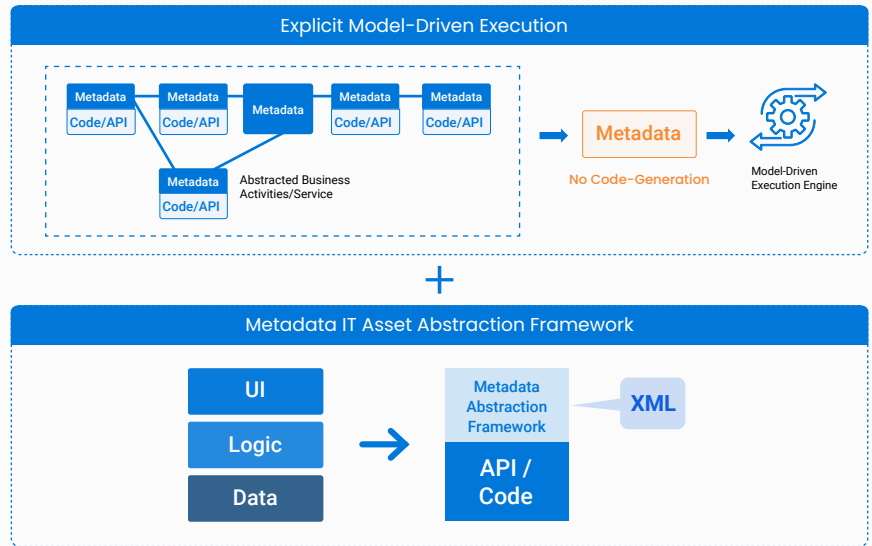 Explicit Model-Driven Execution
Metadata
Code/API
Metadata
Code/API
Metadata
Metadata
Code/API
Metadata
Code/API
Metadata
Code/API
Abstracted Business
Activities/Service
Metadata
No Code-Generation
Model-Driven
Execution Engine
+
Metadata IT Asset Abstraction Framework
UI
Logic
Data
Metadata
Abstraction
Framework
API /
Code
XML